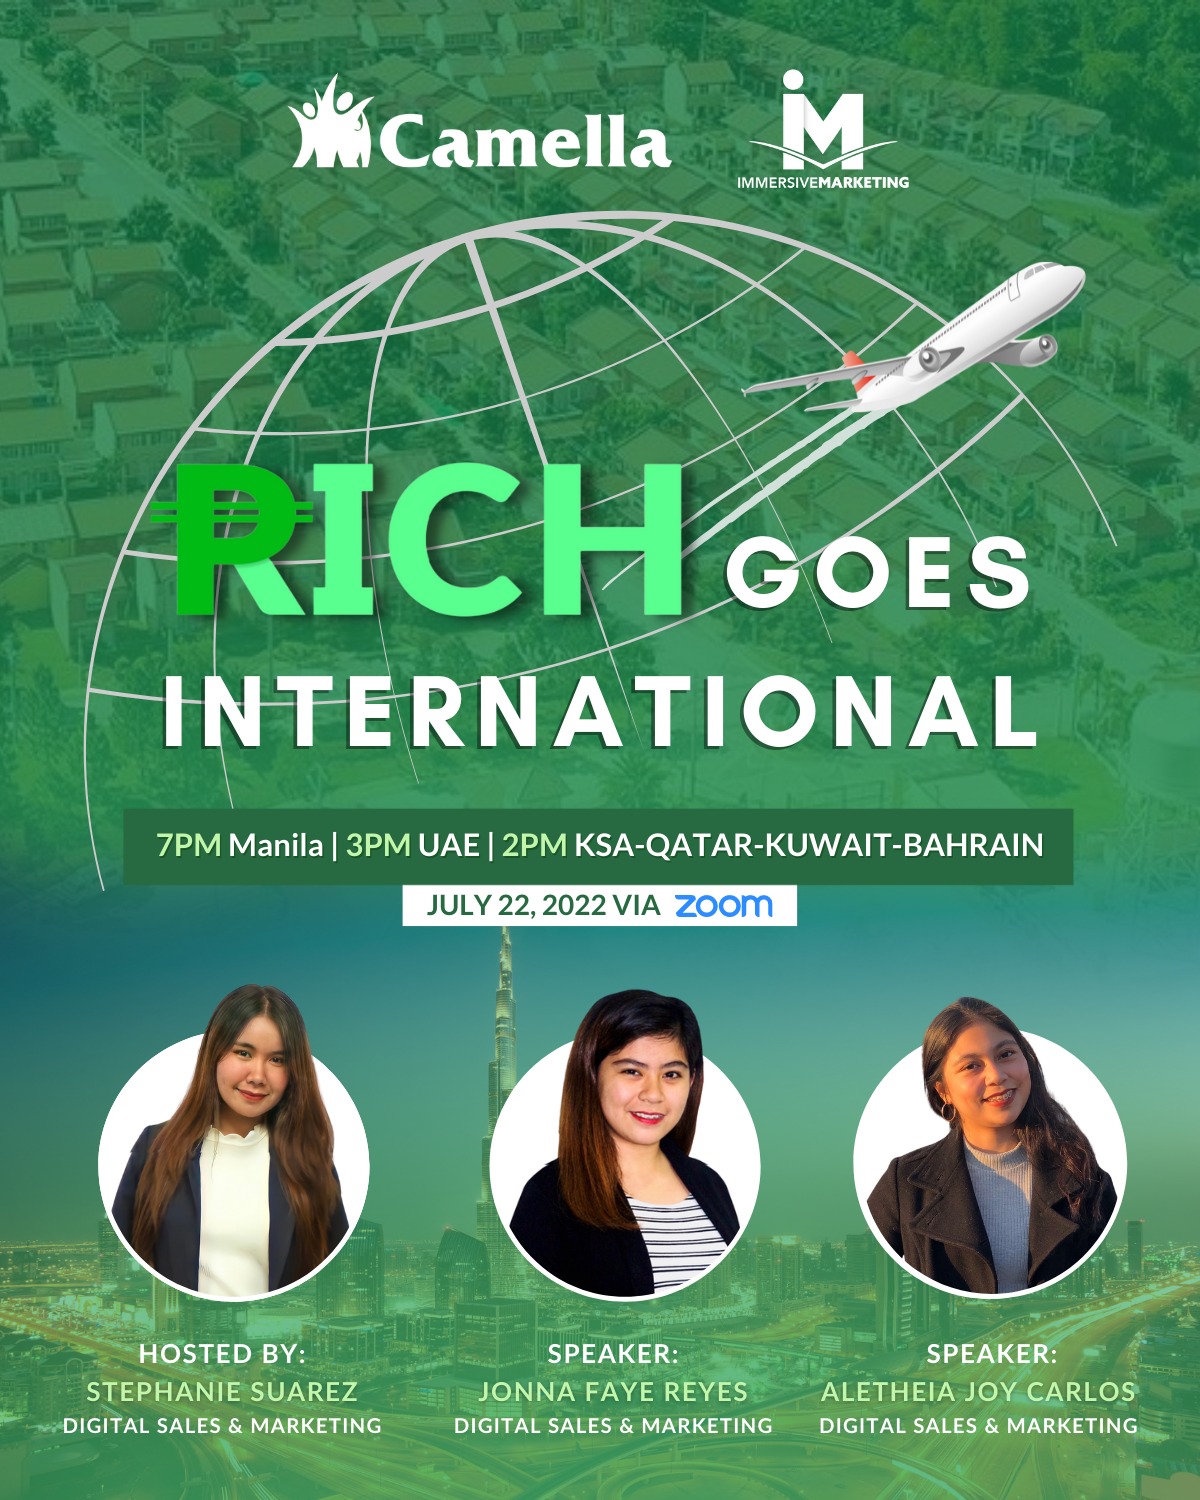 Camella
iM
IMMERSIVEMARKETING
₱ICH GOES
INTERNATIONAL
7PM Manila | 3PM UAE | 2PM KSA-QATAR-KUWAIT-BAHRAIN
JULY 22, 2022 VIA zoom
HOSTED BY:
STEPHANIE SUAREZ
DIGITAL SALES & MARKETING
SPEAKER:
JONNA FAYE REYES
DIGITAL SALES & MARKETING
SPEAKER:
ALETHEIA JOY CARLOS
DIGITAL SALES & MARKETING